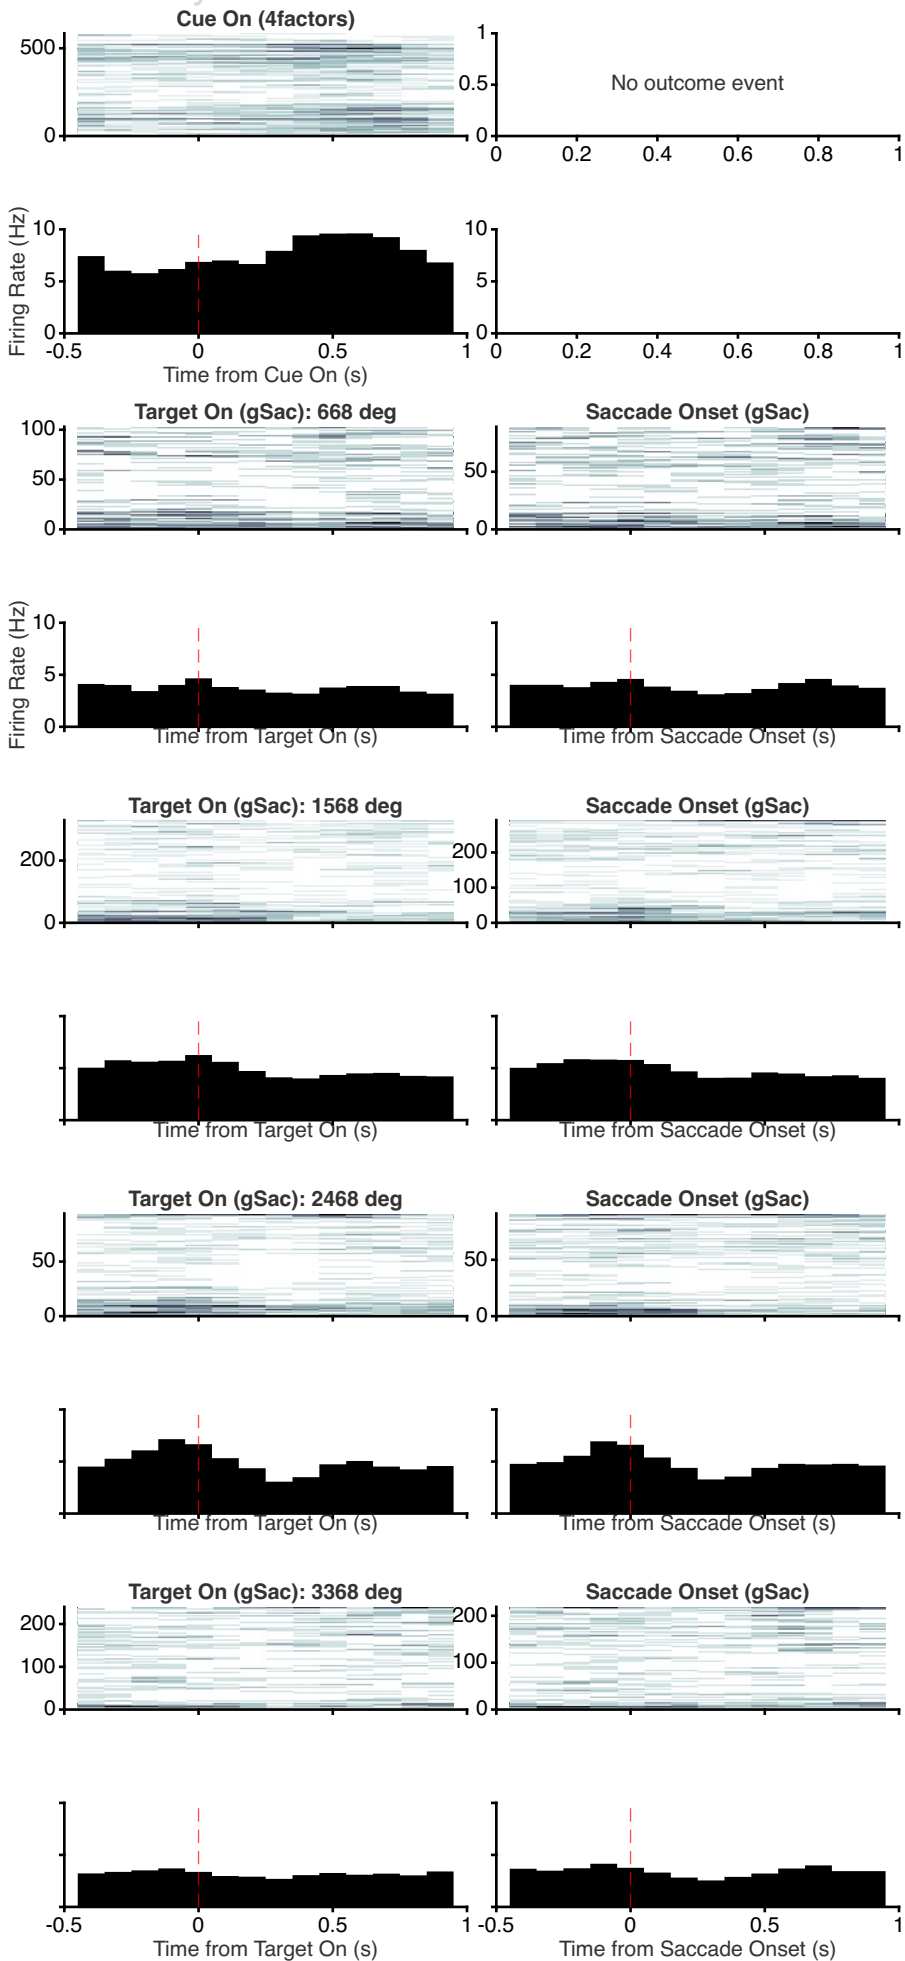 Cue On (4factors)
500
0
1
0.5
0
No outcome event
0 0.2 0.4 0.6 0.8 1
Firing Rate (Hz)
10
5
0
-0.5 0 0.5 1
Time from Cue On (s)
10
5
0
0 0.2 0.4 0.6 0.8 1
Target On (gSac): 668 deg
100
50
0
Saccade Onset (gSac)
50
0
Firing Rate (Hz)
10
5
0
Time from Target On (s)
Time from Saccade Onset (s)
Target On (gSac): 1568 deg
200
0
Saccade Onset (gSac)
200
100
0
Time from Target On (s)
Time from Saccade Onset (s)
Target On (gSac): 2468 deg
50
0
Saccade Onset (gSac)
50
0
Time from Target On (s)
Time from Saccade Onset (s)
Target On (gSac): 3368 deg
200
100
0
Saccade Onset (gSac)
200
100
0
-0.5 0 0.5 1
Time from Target On (s)
-0.5 0 0.5 1
Time from Saccade Onset (s)